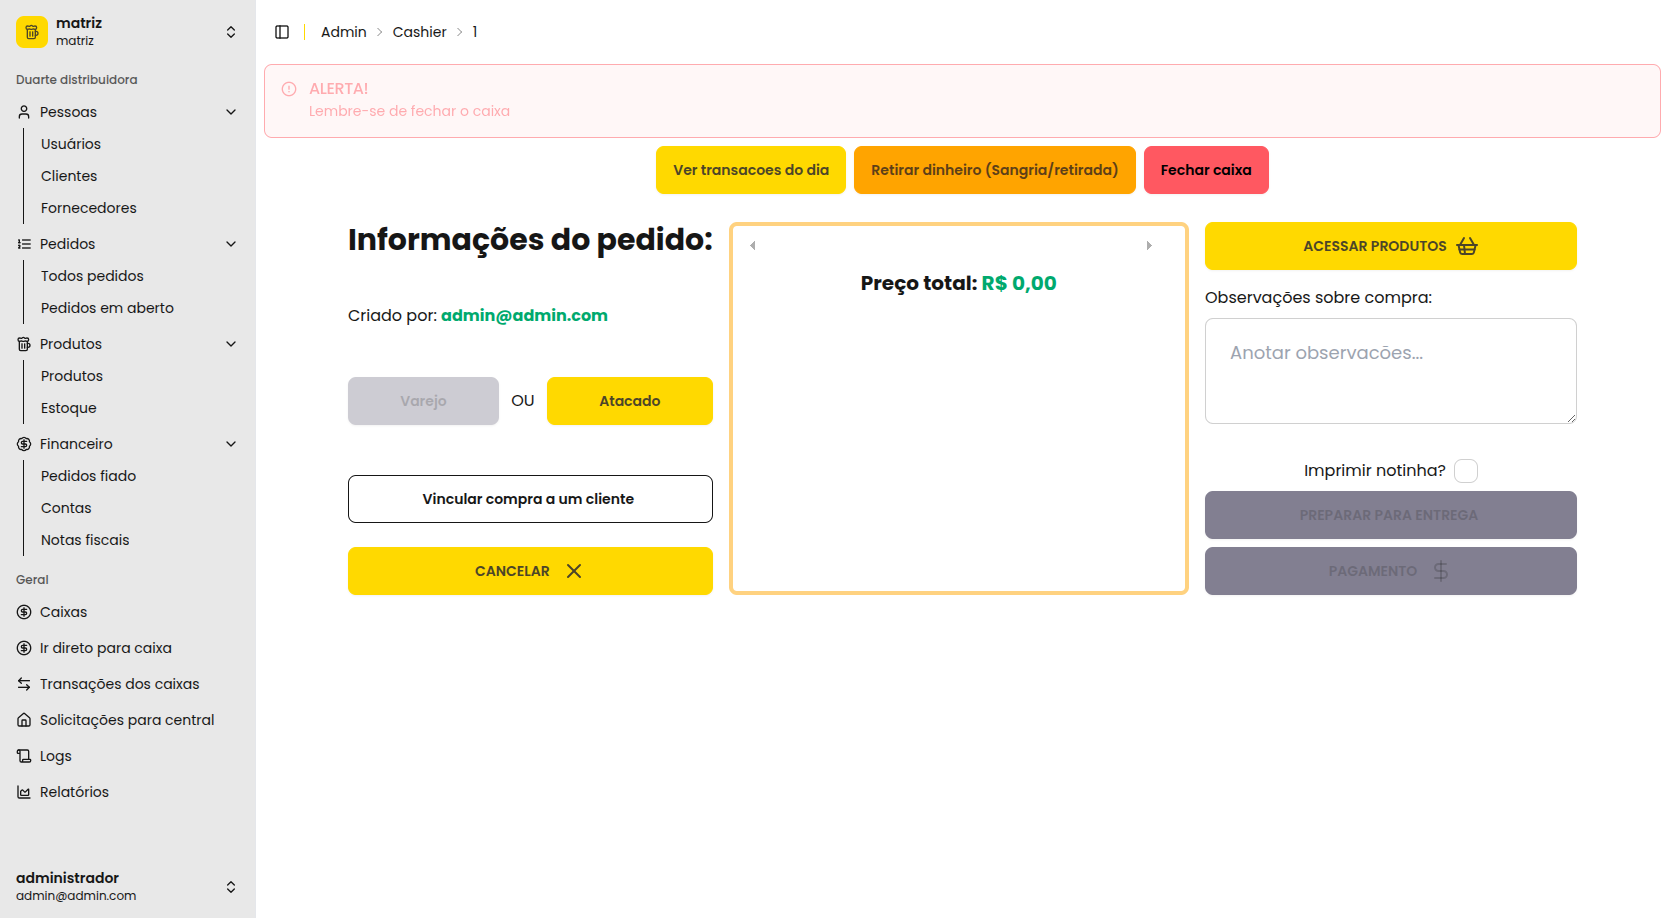 matriz
matriz
Duarte distribuidora
Pessoas
Usuários
Clientes
Fornecedores
Pedidos
Todos pedidos
Pedidos em aberto
Produtos
Produtos
Estoque
Financeiro
Pedidos fiado
Contas
Notas fiscais
Geral
Caixas
Ir direto para caixa
Transações dos caixas
Solicitações para central
Logs
Relatórios
administrador
admin@admin.com
Admin > Cashier > 1
ALERTA!
Lembre-se de fechar o caixa
Ver transacoes do dia
Retirar dinheiro (Sangria/retirada)
Fechar caixa
Informações do pedido:
Criado por: admin@admin.com
Varejo OU Atacado
Vincular compra a um cliente
CANCELAR
Preço total: R$ 0,00
ACESSAR PRODUTOS
Observações sobre compra:
Anotar observacões...
Imprimir notinha?
PREPARAR PARA ENTREGA
PAGAMENTO